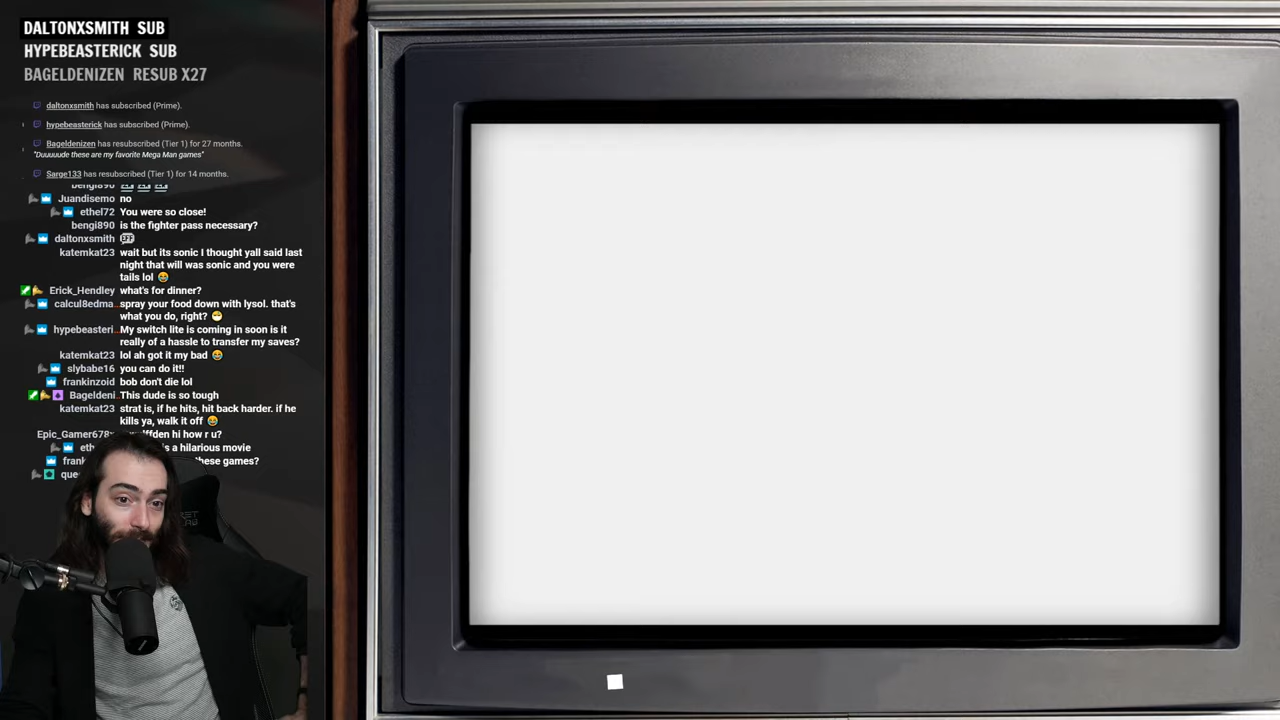 DALTONXSMITH SUB
HYPEBEASTERICK SUB
BAGELDENIZEN RESUB X27
daltonxsmith has subscribed (Prime).
hypebeasterick has subscribed (Prime).
Bageldenizen has resubscribed (Tier 1) for 27 months.
"Duuuuude these are my favorite Mega Man games"
Sarge133 has resubscribed (Tier 1) for 14 months.
bengi890
Juandisemo no
ethel72 You were so close!
bengi890 is the fighter pass necessary?
daltonxsmith
katemkat23 wait but its sonic I thought yall said last
night that will was sonic and you were
tails lol
Erick_Hendley what's for dinner?
calcul8edma... spray your food down with lysol. that's
what you do, right?
hypebeasteri... My switch lite is coming in soon is it
really of a hassle to transfer my saves?
katemkat23 lol ah got it my bad
slybabe16 you can do it!!
frankinzoid bob don't die lol
Bageldeni... This dude is so tough
katemkat23 strat is, if he hits, hit back harder. if he
kills ya, walk it off
Epic_Gamer678 hi how r u?
a hilarious movie
these games?